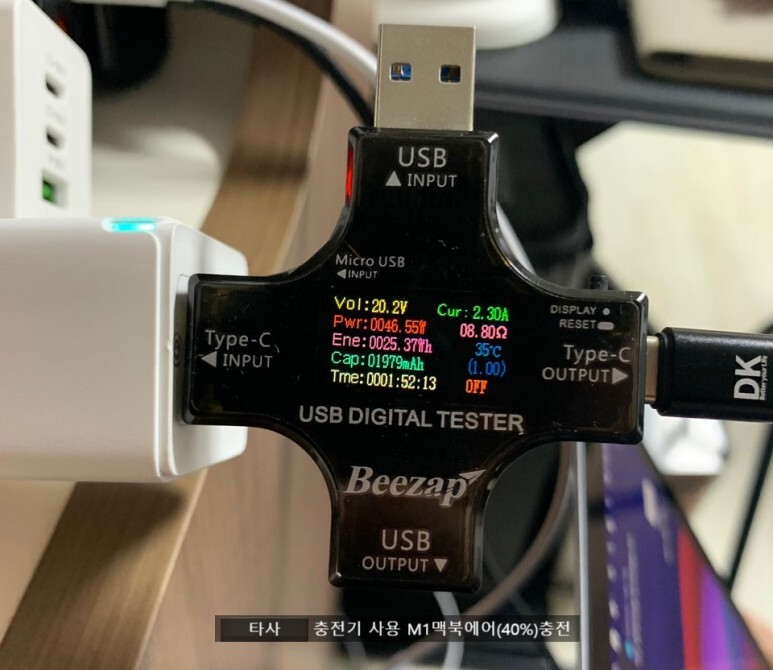 USB
▲ INPUT
Micro USB
◀INPUT
Vol:20.2V
Cur:2.30A
Pwr:0046.55W
08.80Ω
Ene:0025.37Wh
35℃
Cap:01979mAh
(1.00)
Tme:0001:52:13
OFF
DISPLAY
RESET
Type-C
◀ INPUT
Type-C
OUTPUT▶
DK
Better your Life
USB DIGITAL TESTER
Beezap
USB
OUTPUT▼
타사 충전기 사용 M1맥북에어(40%)충전